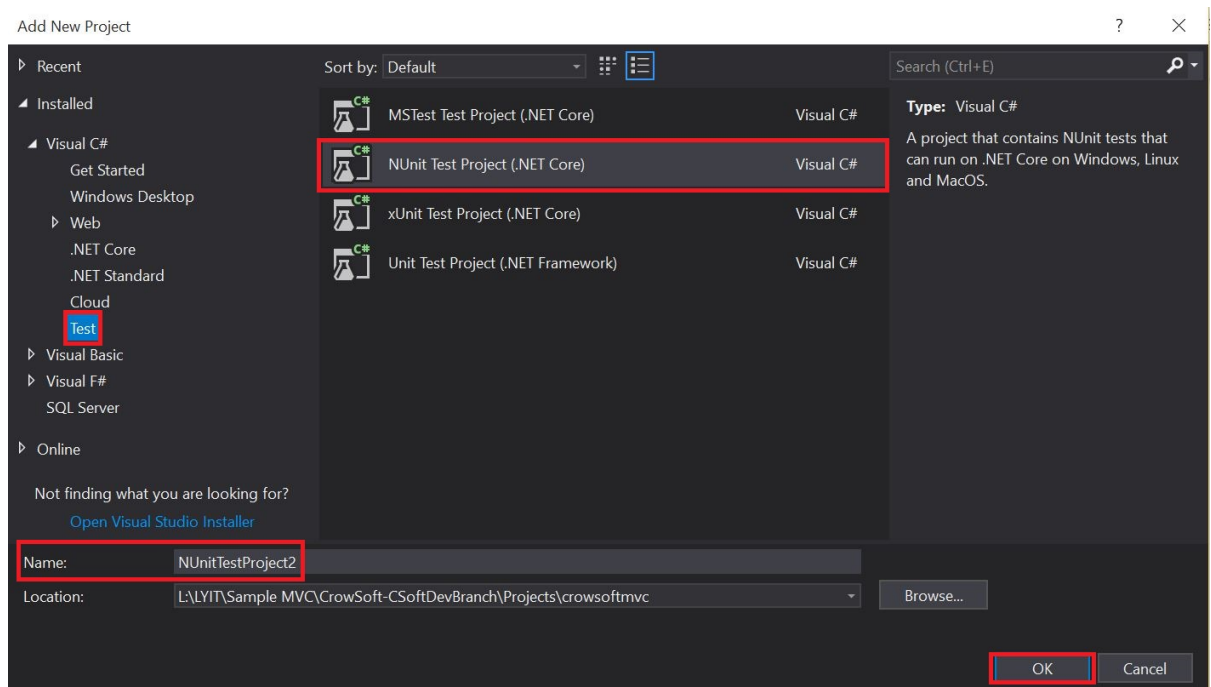 Add New Project
?
Recent
Installed
Visual C#
Get Started
Windows Desktop
Web
.NET Core
.NET Standard
Cloud
Test
Visual Basic
Visual F#
SQL Server
Online
Not finding what you are looking for?
Open Visual Studio Installer
Sort by: Default
C# MSTest Test Project (.NET Core) Visual C#
C# NUnit Test Project (.NET Core) Visual C#
C# xUnit Test Project (.NET Core) Visual C#
C# Unit Test Project (.NET Framework) Visual C#
Search (Ctrl+E)
Type: Visual C#
A project that contains NUnit tests that
can run on .NET Core on Windows, Linux
and MacOS.
Name: NUnitTestProject2
Location: L:\LYIT\Sample MVC\CrowSoft-CSoftDevBranch\Projects\crowsoftmvc
Browse...
OK Cancel